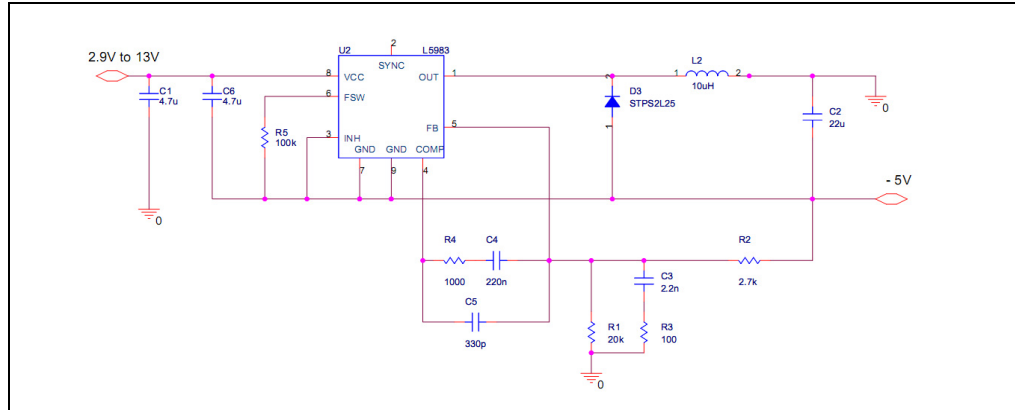 2.9V to 13V
U2
L5983
2
SYNC
8
VCC
OUT
1
6
FSW
FB
5
3
INH
GND
GND
COMP
7
9
4
C1
4.7u
C6
4.7u
R5
100k
0
2
D3
STPS2L25
1
L2
1
2
10uH
0
C2
22u
- 5V
R4
1000
C4
220n
C5
330p
R2
2.7k
C3
2.2n
R1
20k
R3
100
0